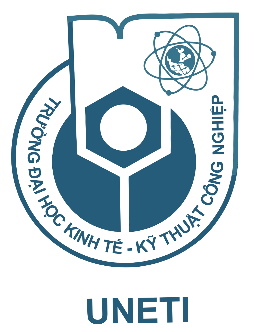 TRƯỜNG ĐẠI HỌC KINH TẾ - KỸ THUẬT CÔNG NGHIỆP
UNETI